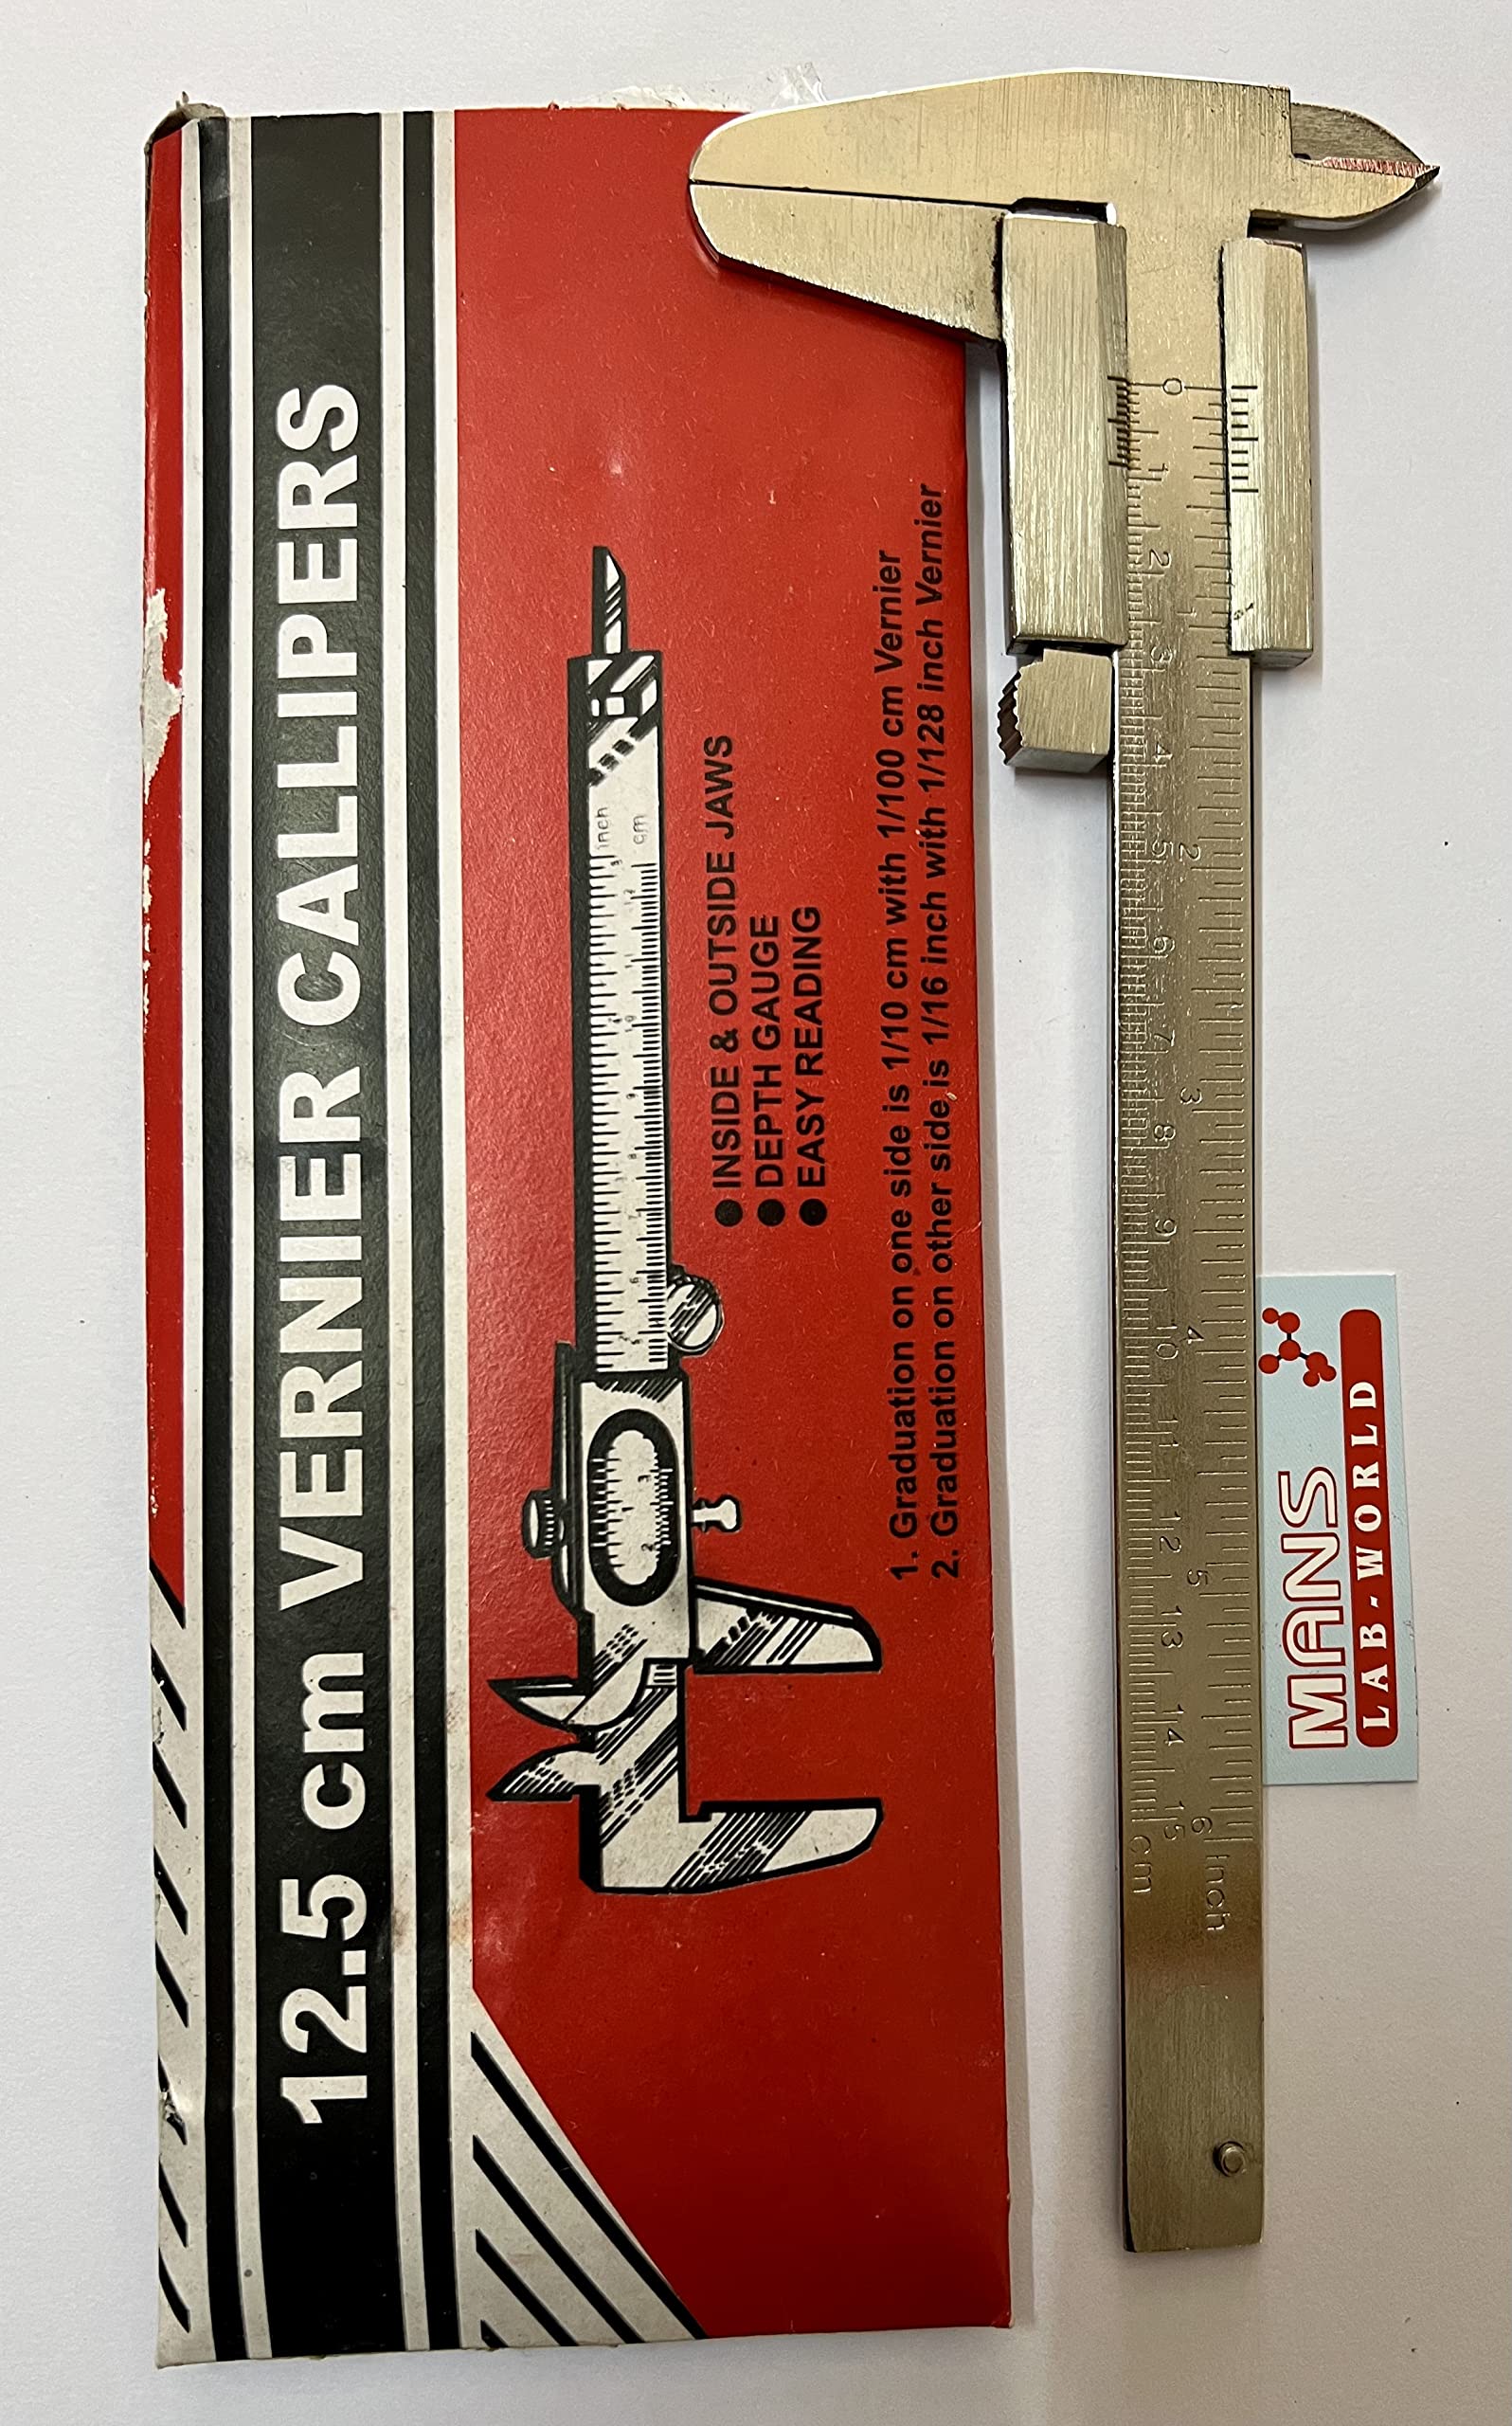 12.5 cm VERNIER CALLIPERS
inch
cm
● INSIDE & OUTSIDE JAWS
● DEPTH GAUGE
● EASY READING
1. Graduation on one side is 1/10 cm with 1/100 cm Vernier
2. Graduation on other side is 1/16 inch with 1/128 inch Vernier
0
1 2 3 4 5 6 7 8 9 10 11 12 13 14 15 cm
1 2 3 4 5 6 inch
MANS
LAB-WORLD